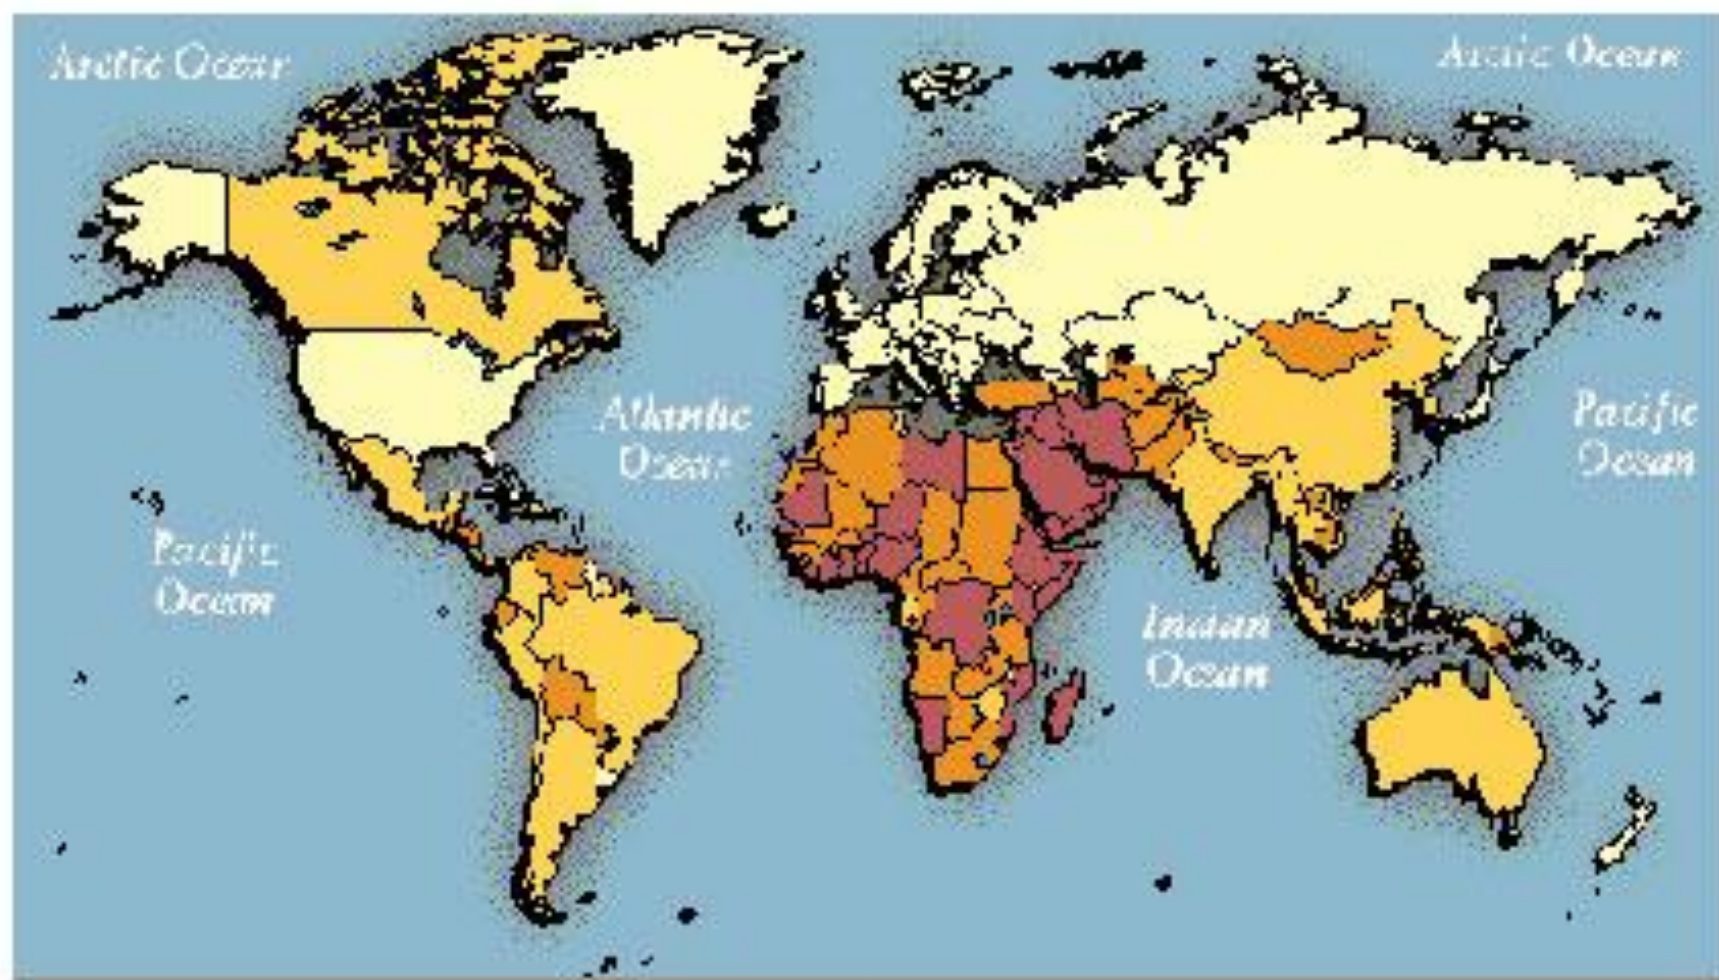 Arctic Ocean
Arctic Ocean
Atlantic
Ocean
Pacific
Ocean
Pacific
Ocean
Indian
Ocean